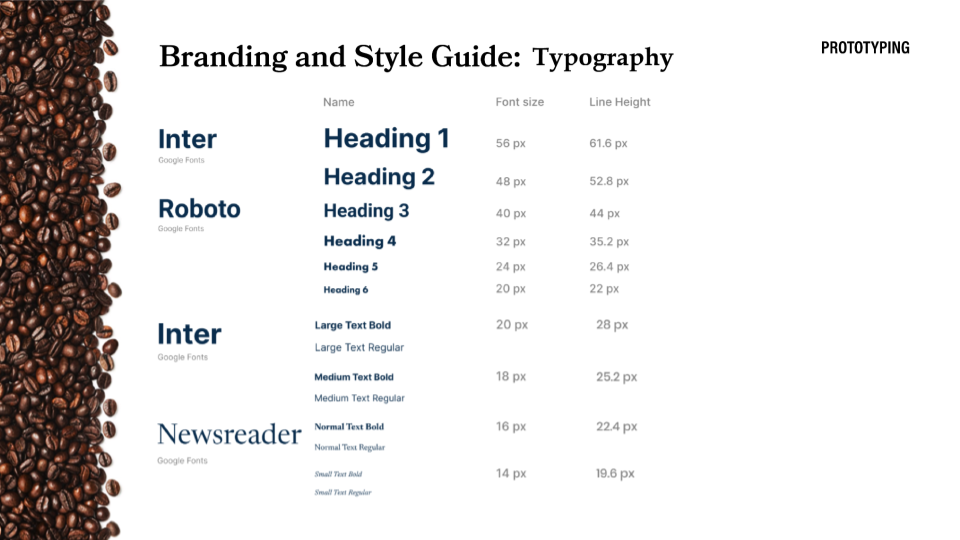 PROTOTYPING
Branding and Style Guide: Typography
Name Font size Line Height
Inter
Google Fonts
Heading 1 56 px 61.6 px
Heading 2 48 px 52.8 px
Roboto
Google Fonts
Heading 3 40 px 44 px
Heading 4 32 px 35.2 px
Heading 5 24 px 26.4 px
Heading 6 20 px 22 px
Inter
Google Fonts
Large Text Bold 20 px 28 px
Large Text Regular
Medium Text Bold 18 px 25.2 px
Medium Text Regular
Newsreader
Google Fonts
Normal Text Bold 16 px 22.4 px
Normal Text Regular
Small Text Bold 14 px 19.6 px
Small Text Regular